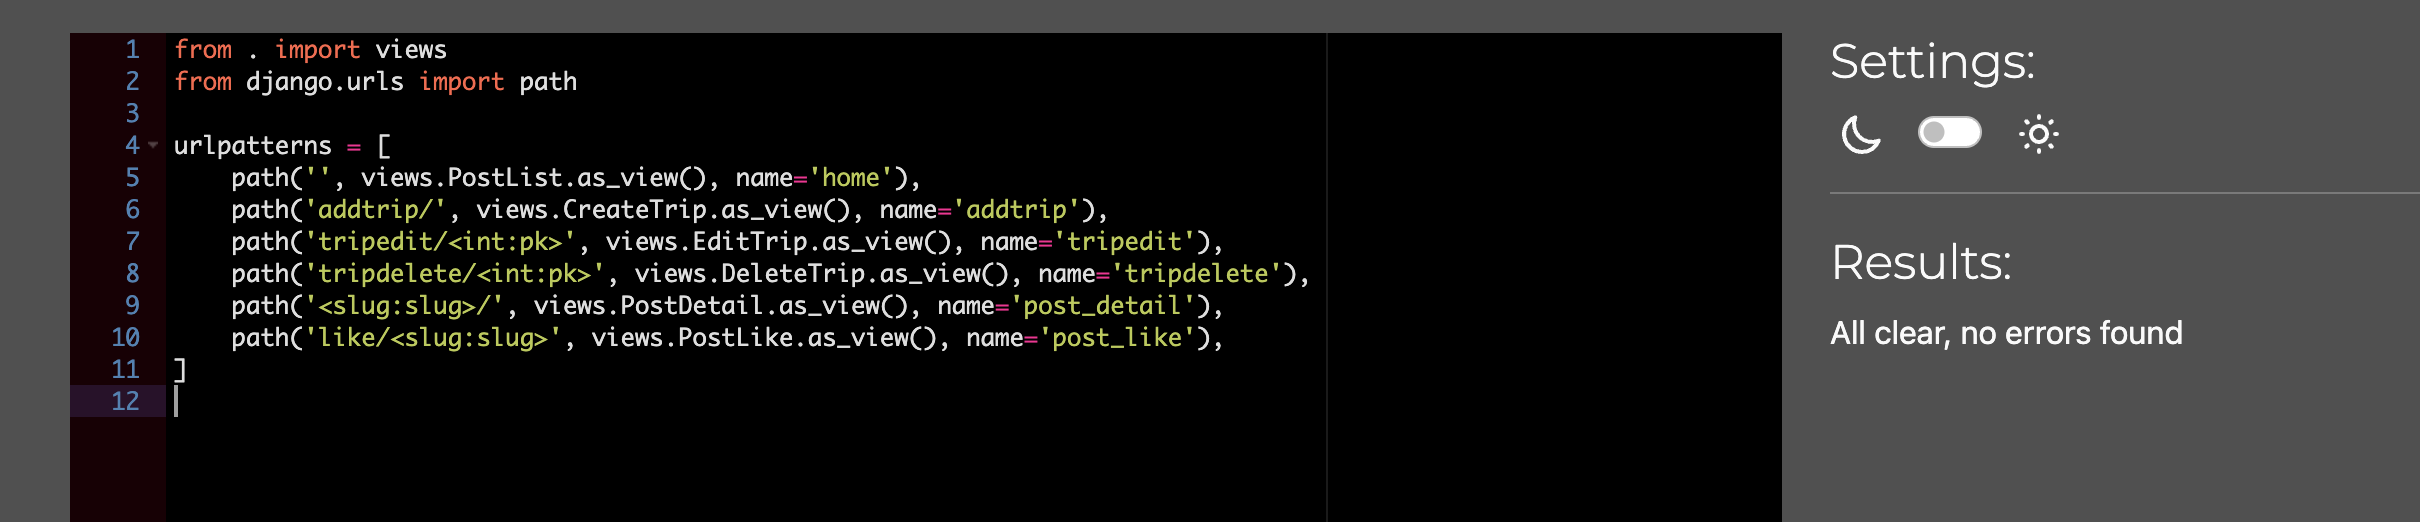 1 from . import views
2 from django.urls import path
3
4 urlpatterns = [
5     path('', views.PostList.as_view(), name='home'),
6     path('addtrip/', views.CreateTrip.as_view(), name='addtrip'),
7     path('tripedit/<int:pk>', views.EditTrip.as_view(), name='tripedit'),
8     path('tripdelete/<int:pk>', views.DeleteTrip.as_view(), name='tripdelete'),
9     path('<slug:slug>/', views.PostDetail.as_view(), name='post_detail'),
10     path('like/<slug:slug>', views.PostLike.as_view(), name='post_like'),
11 ]
12
Settings:
Results:
All clear, no errors found